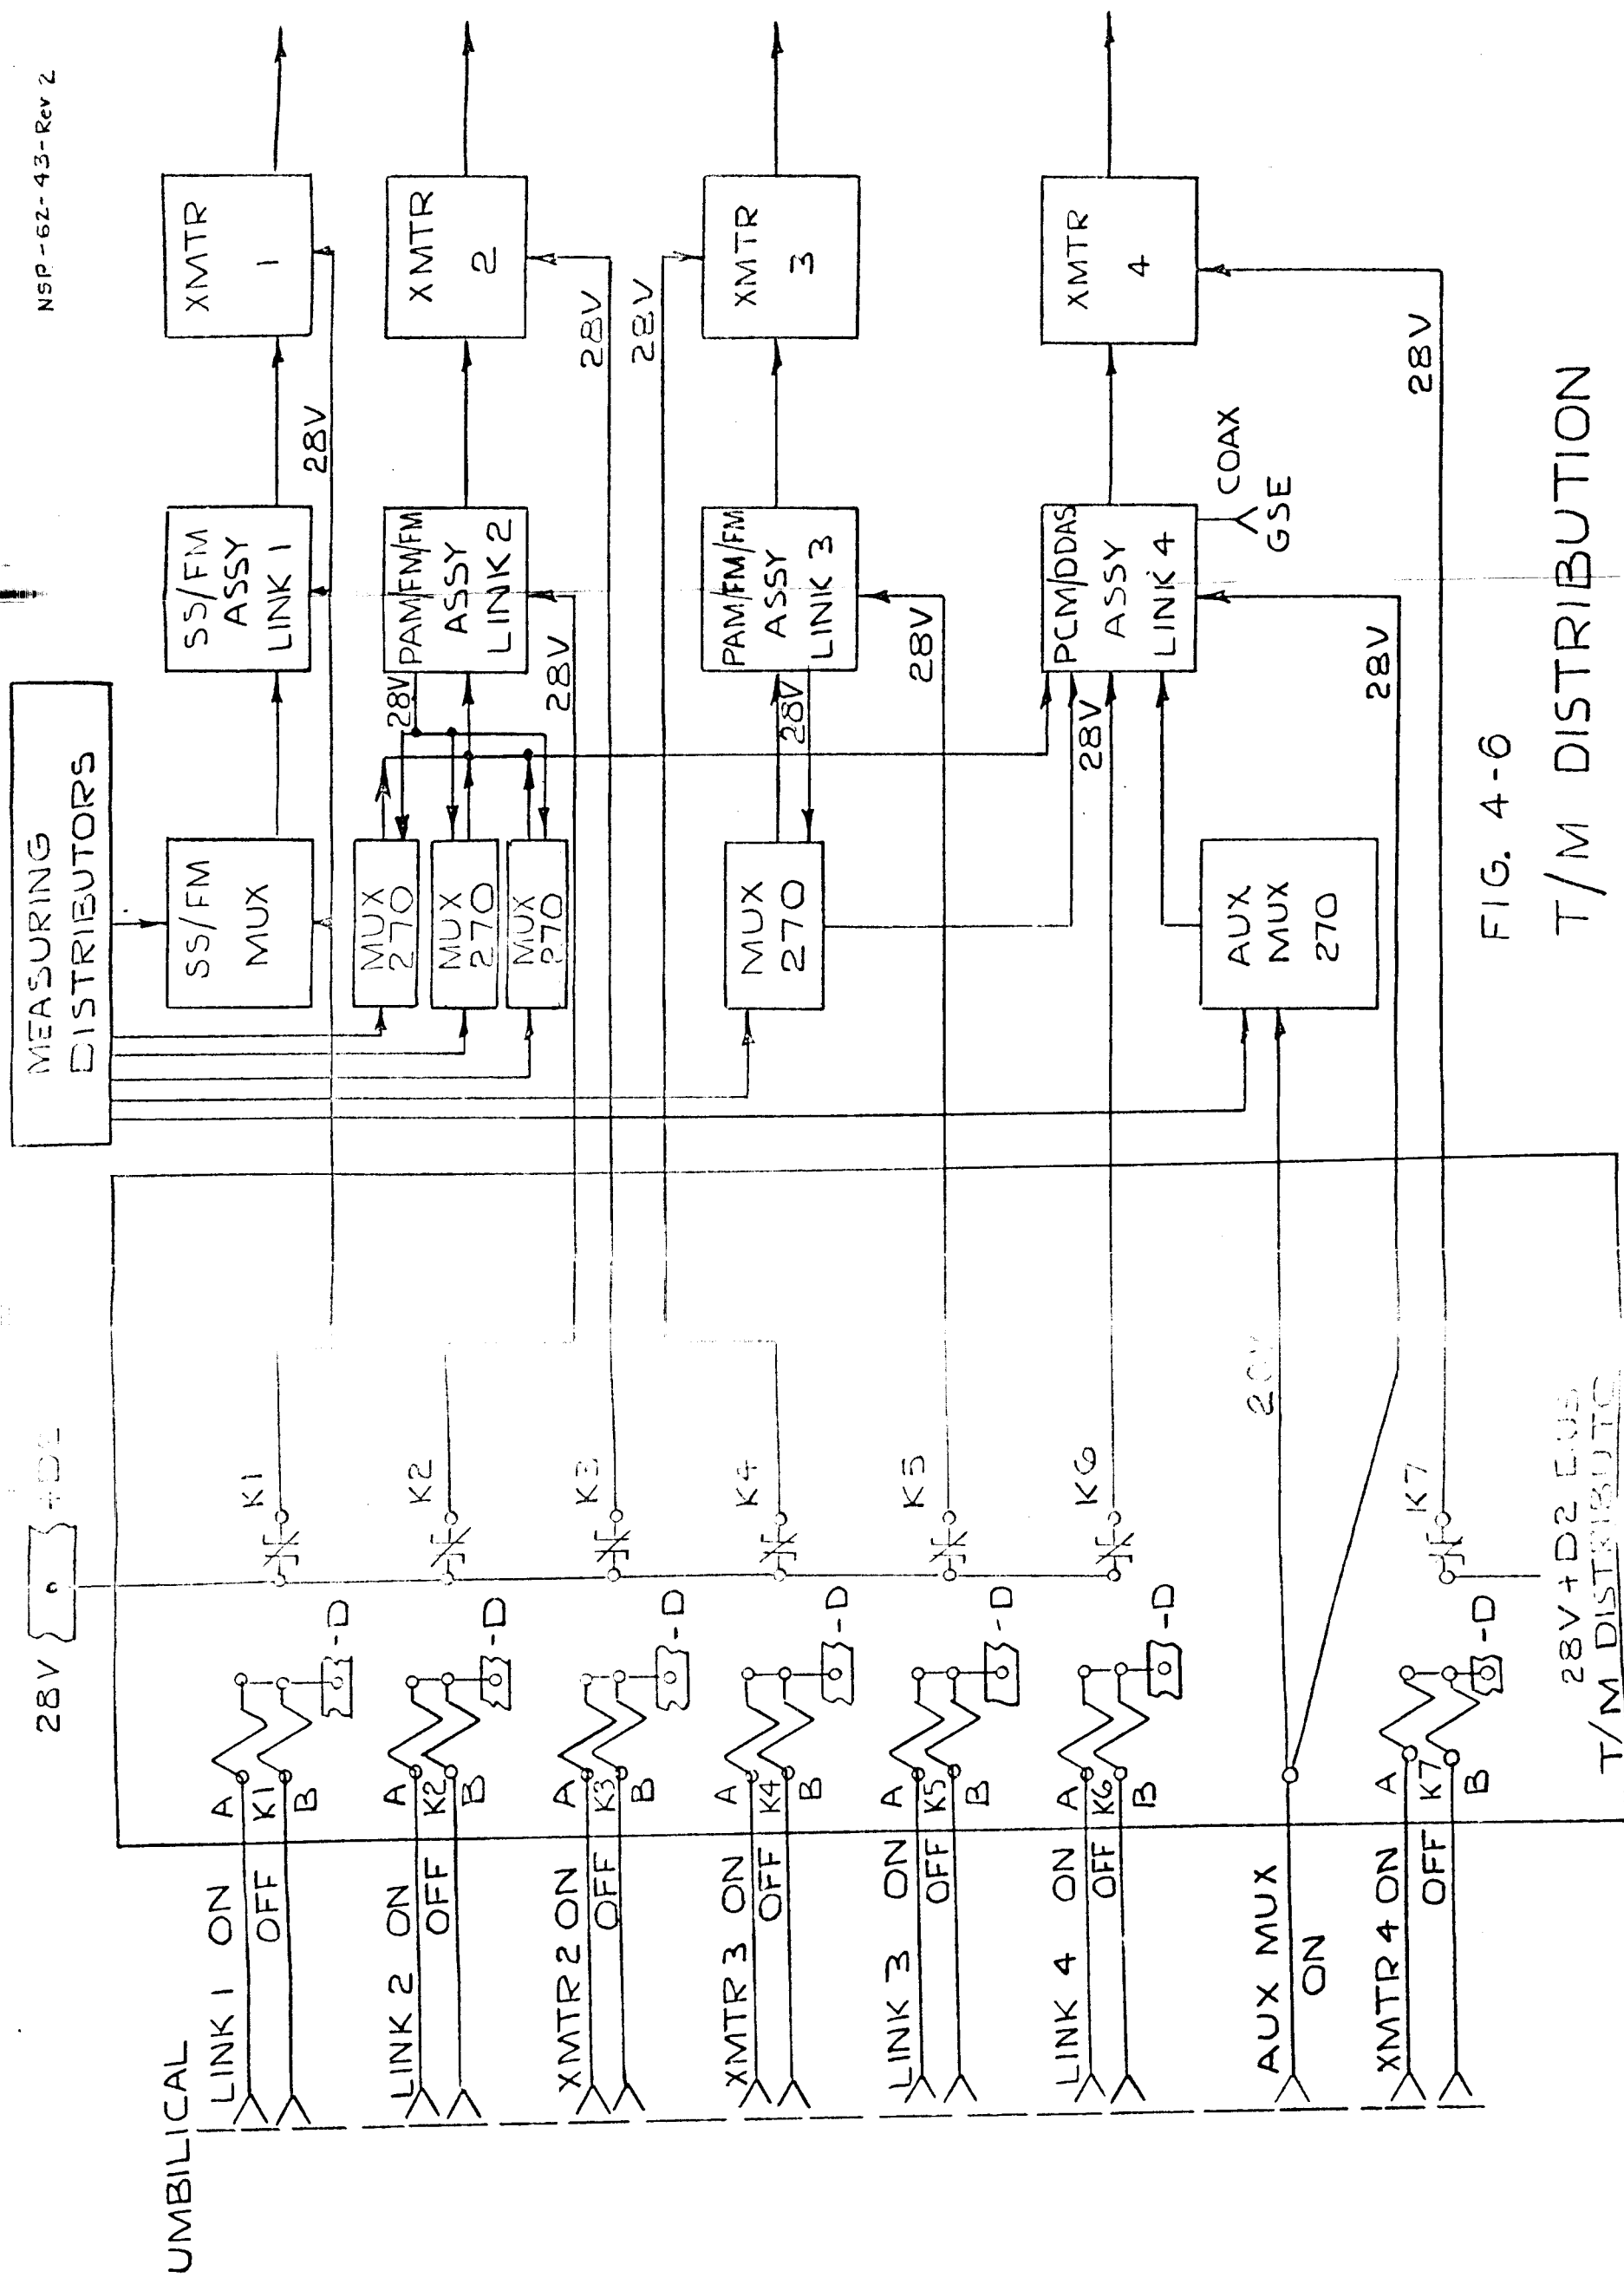 NSP-62-43-Rev 2
MEASURING
DISTRIBUTORS
UMBILICAL
28V
+D2
LINK 1 ON
OFF
A
K1
B
-D
K1
SS/FM
MUX
SS/FM
ASSY
LINK 1
28V
XMTR
1
LINK 2 ON
OFF
A
K2
B
-D
K2
MUX
270
MUX
270
MUX
270
28V
PAM/FM/FM
ASSY
LINK 2
28V
XMTR
2
28V
XMTR 2 ON
OFF
A
K3
B
-D
K3
XMTR 3 ON
OFF
A
K4
B
-D
K4
28V
MUX
270
28V
PAM/FM/FM
ASSY
LINK 3
XMTR
3
LINK 3 ON
OFF
A
K5
B
-D
K5
28V
LINK 4 ON
OFF
A
K6
B
-D
K6
28V
PCM/DDAS
ASSY
LINK 4
COAX
GSE
XMTR
4
AUX MUX
ON
AUX
MUX
270
28V
XMTR 4 ON
OFF
A
K7
B
-D
K7
28V
28V+D2 BUS
T/M DISTRIBUTO
FIG. 4-6
T/M DISTRIBUTION